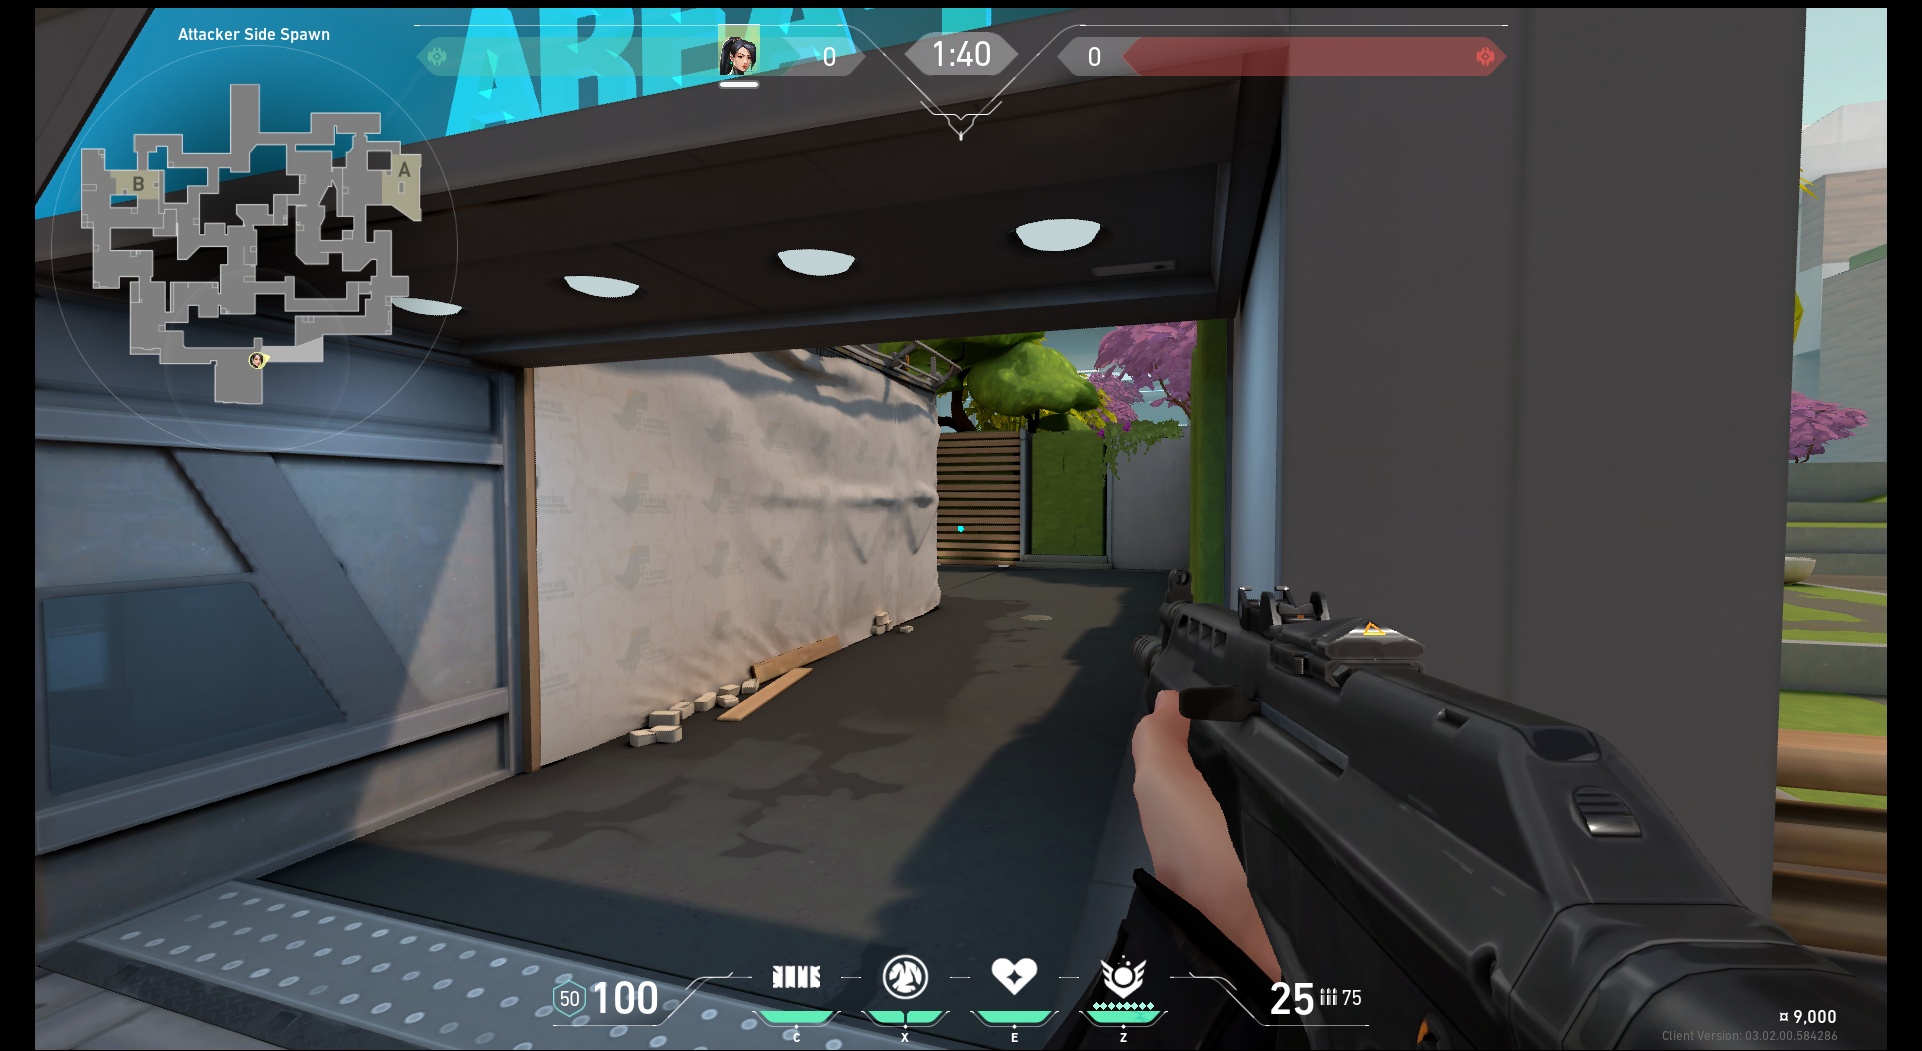 AREA
Attacker Side Spawn
0
1:40
0
B
A
50
100
25
75
C
X
E
Z
¤ 9,000
Client Version: 03.02.00.584286